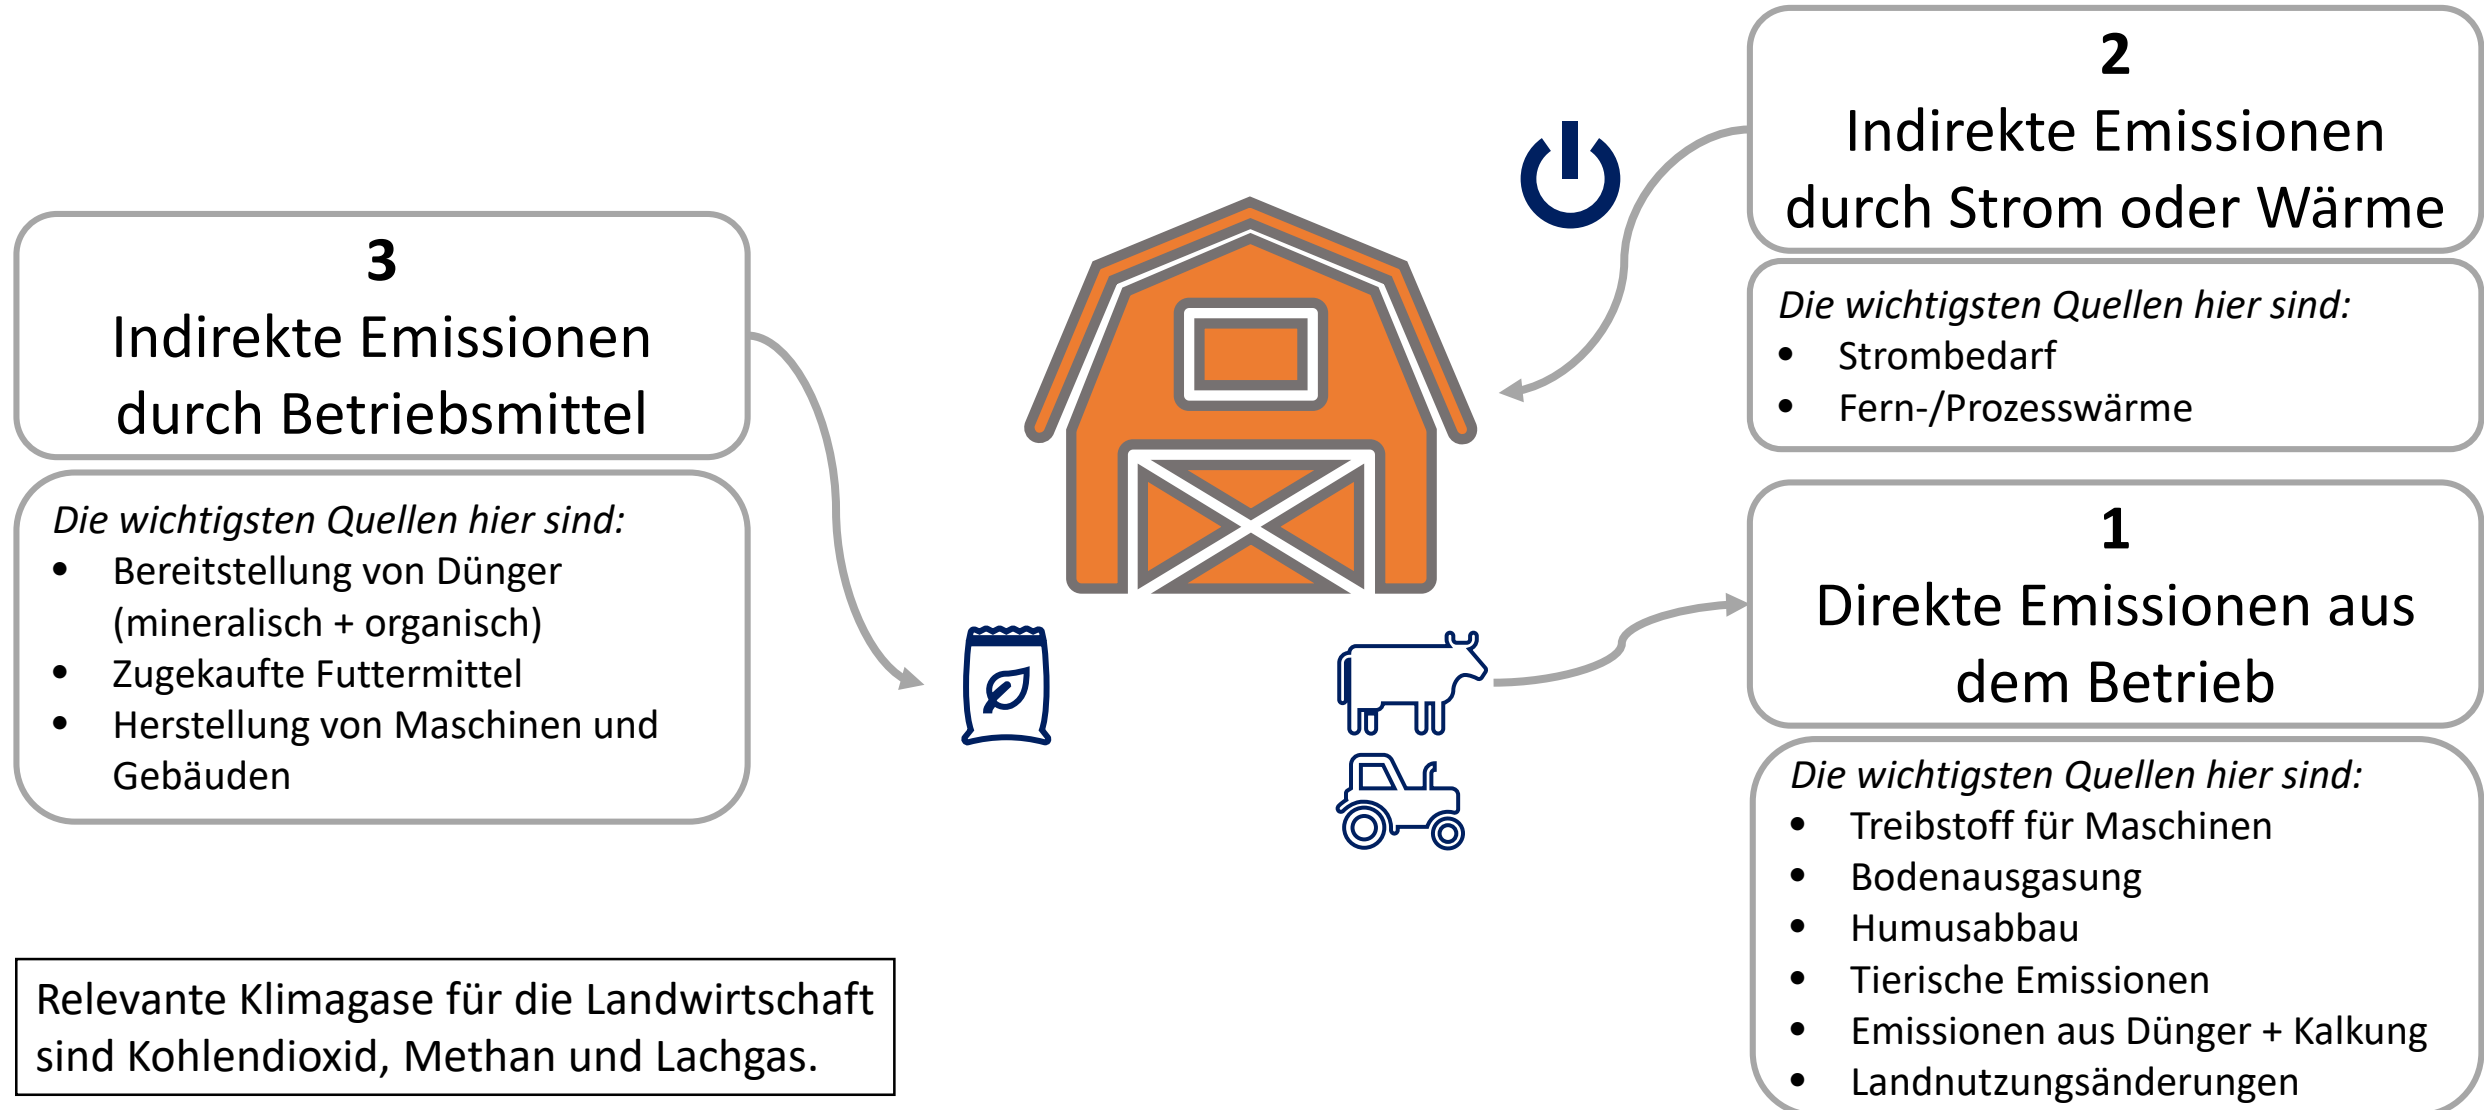 3
Indirekte Emissionen
durch Betriebsmittel
Die wichtigsten Quellen hier sind:
• Bereitstellung von Dünger
(mineralisch + organisch)
• Zugekaufte Futtermittel
• Herstellung von Maschinen und
Gebäuden
Relevante Klimagase für die Landwirtschaft
sind Kohlendioxid, Methan und Lachgas.
2
Indirekte Emissionen
durch Strom oder Wärme
Die wichtigsten Quellen hier sind:
• Strombedarf
• Fern-/Prozesswärme
1
Direkte Emissionen aus
dem Betrieb
Die wichtigsten Quellen hier sind:
• Treibstoff für Maschinen
• Bodenausgasung
• Humusabbau
• Tierische Emissionen
• Emissionen aus Dünger + Kalkung
• Landnutzungsänderungen